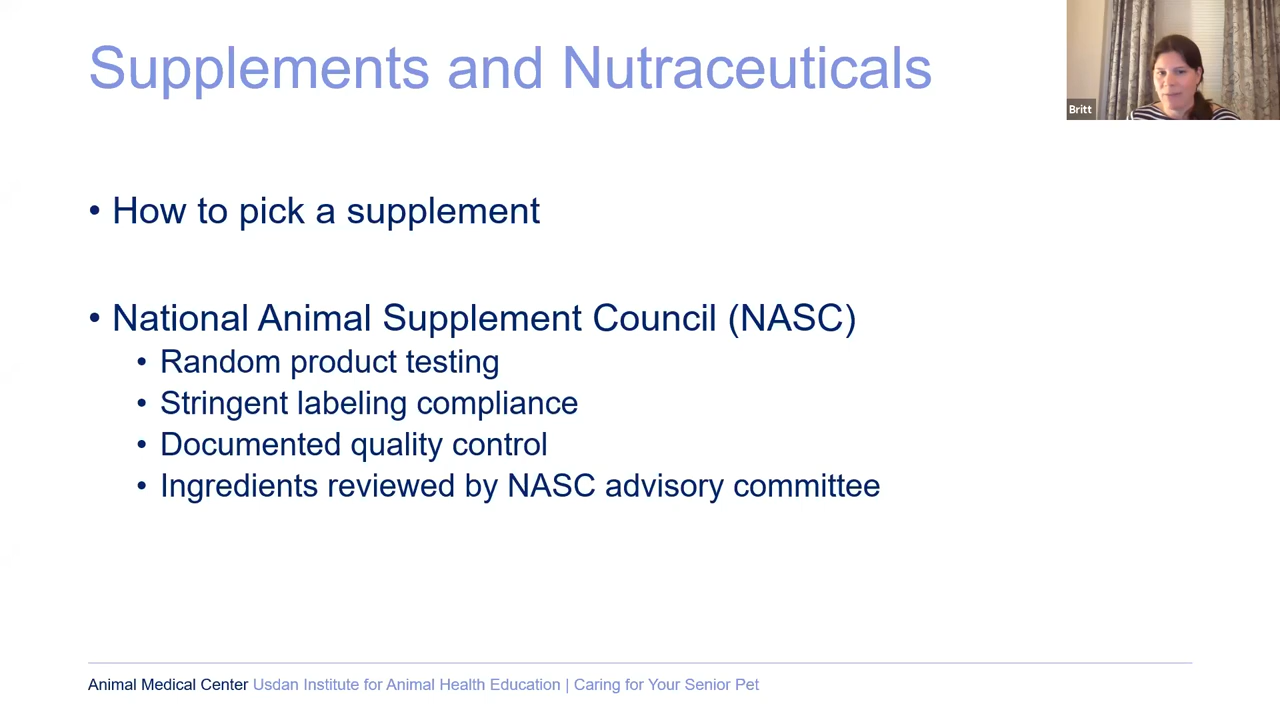 Supplements and Nutraceuticals
Britt
• How to pick a supplement
• National Animal Supplement Council (NASC)
• Random product testing
• Stringent labeling compliance
• Documented quality control
• Ingredients reviewed by NASC advisory committee
Animal Medical Center Usdan Institute for Animal Health Education | Caring for Your Senior Pet